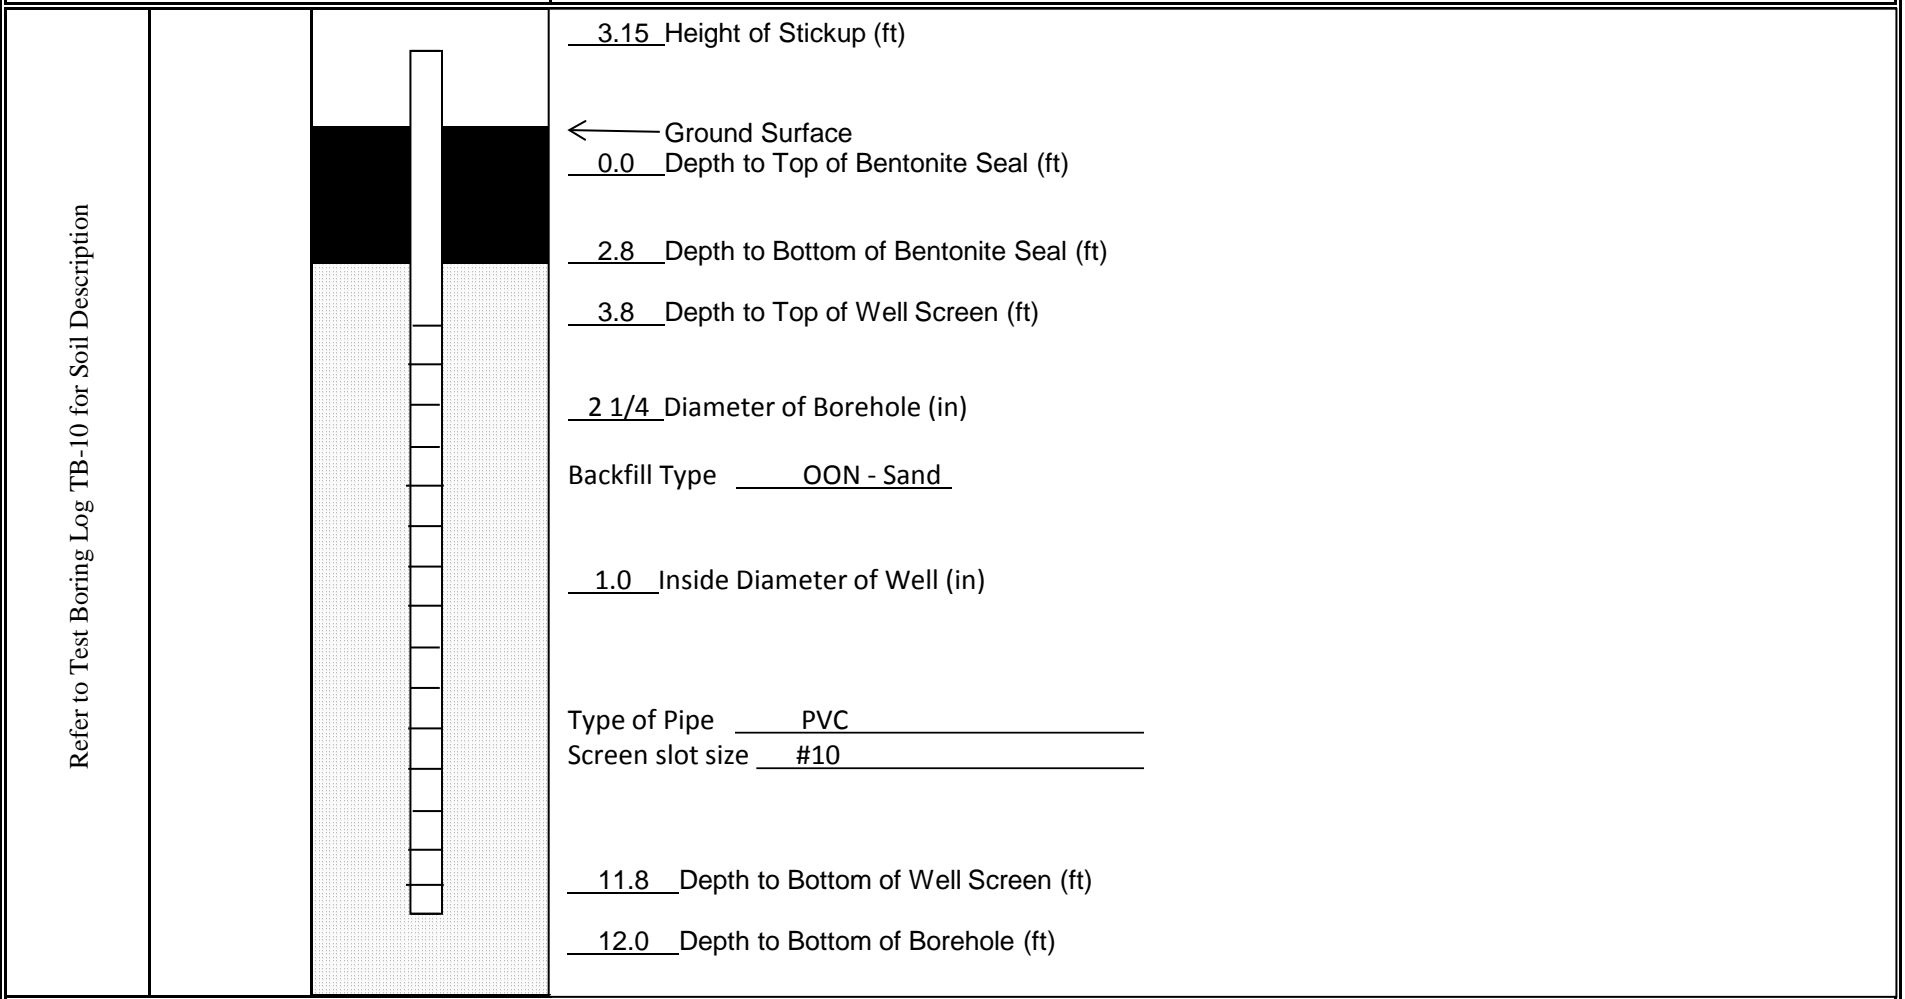 Refer to Test Boring Log TB-10 for Soil Description
3.15 Height of Stickup (ft)
Ground Surface
0.0 Depth to Top of Bentonite Seal (ft)
2.8 Depth to Bottom of Bentonite Seal (ft)
3.8 Depth to Top of Well Screen (ft)
2 1/4 Diameter of Borehole (in)
Backfill Type OON - Sand
1.0 Inside Diameter of Well (in)
Type of Pipe PVC
Screen slot size #10
11.8 Depth to Bottom of Well Screen (ft)
12.0 Depth to Bottom of Borehole (ft)